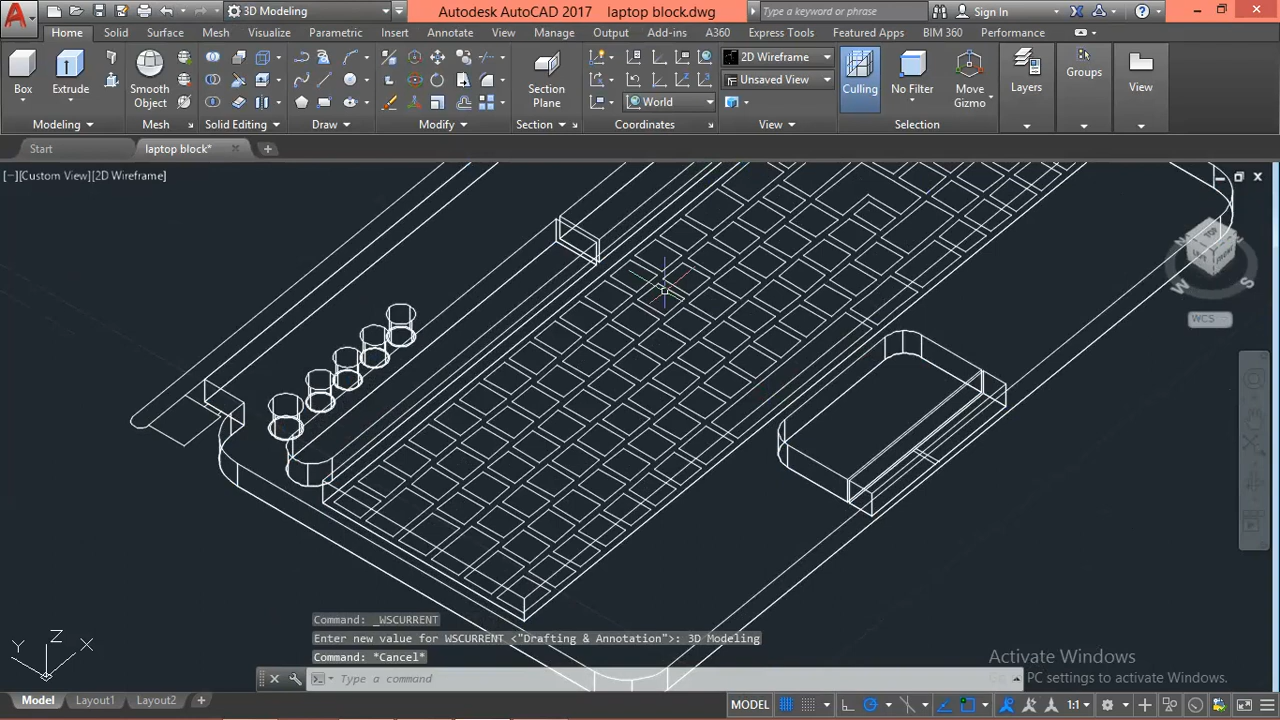 Autodesk AutoCAD 2017 laptop block.dwg
3D Modeling
Type a keyword or phrase
Sign In
Home Solid Surface Mesh Visualize Parametric Insert Annotate View Manage Output Add-ins A360 Express Tools Featured Apps BIM 360 Performance
Box
Extrude
Smooth Object
Section Plane
World
2D Wireframe
Unsaved View
Culling
No Filter
Move Gizmo
Layers
Groups
View
Modeling Mesh Solid Editing Draw Modify Section Coordinates View Selection
Start laptop block*
[−][Custom View][2D Wireframe]
TOP
LEFT
FRONT
W
S
WCS
Command: _WSCURRENT
Enter new value for WSCURRENT <"Drafting & Annotation">: 3D Modeling
Command: *Cancel*
Type a command
Y Z X
Activate Windows
PC settings to activate Windows.
Model Layout1 Layout2
MODEL
1:1